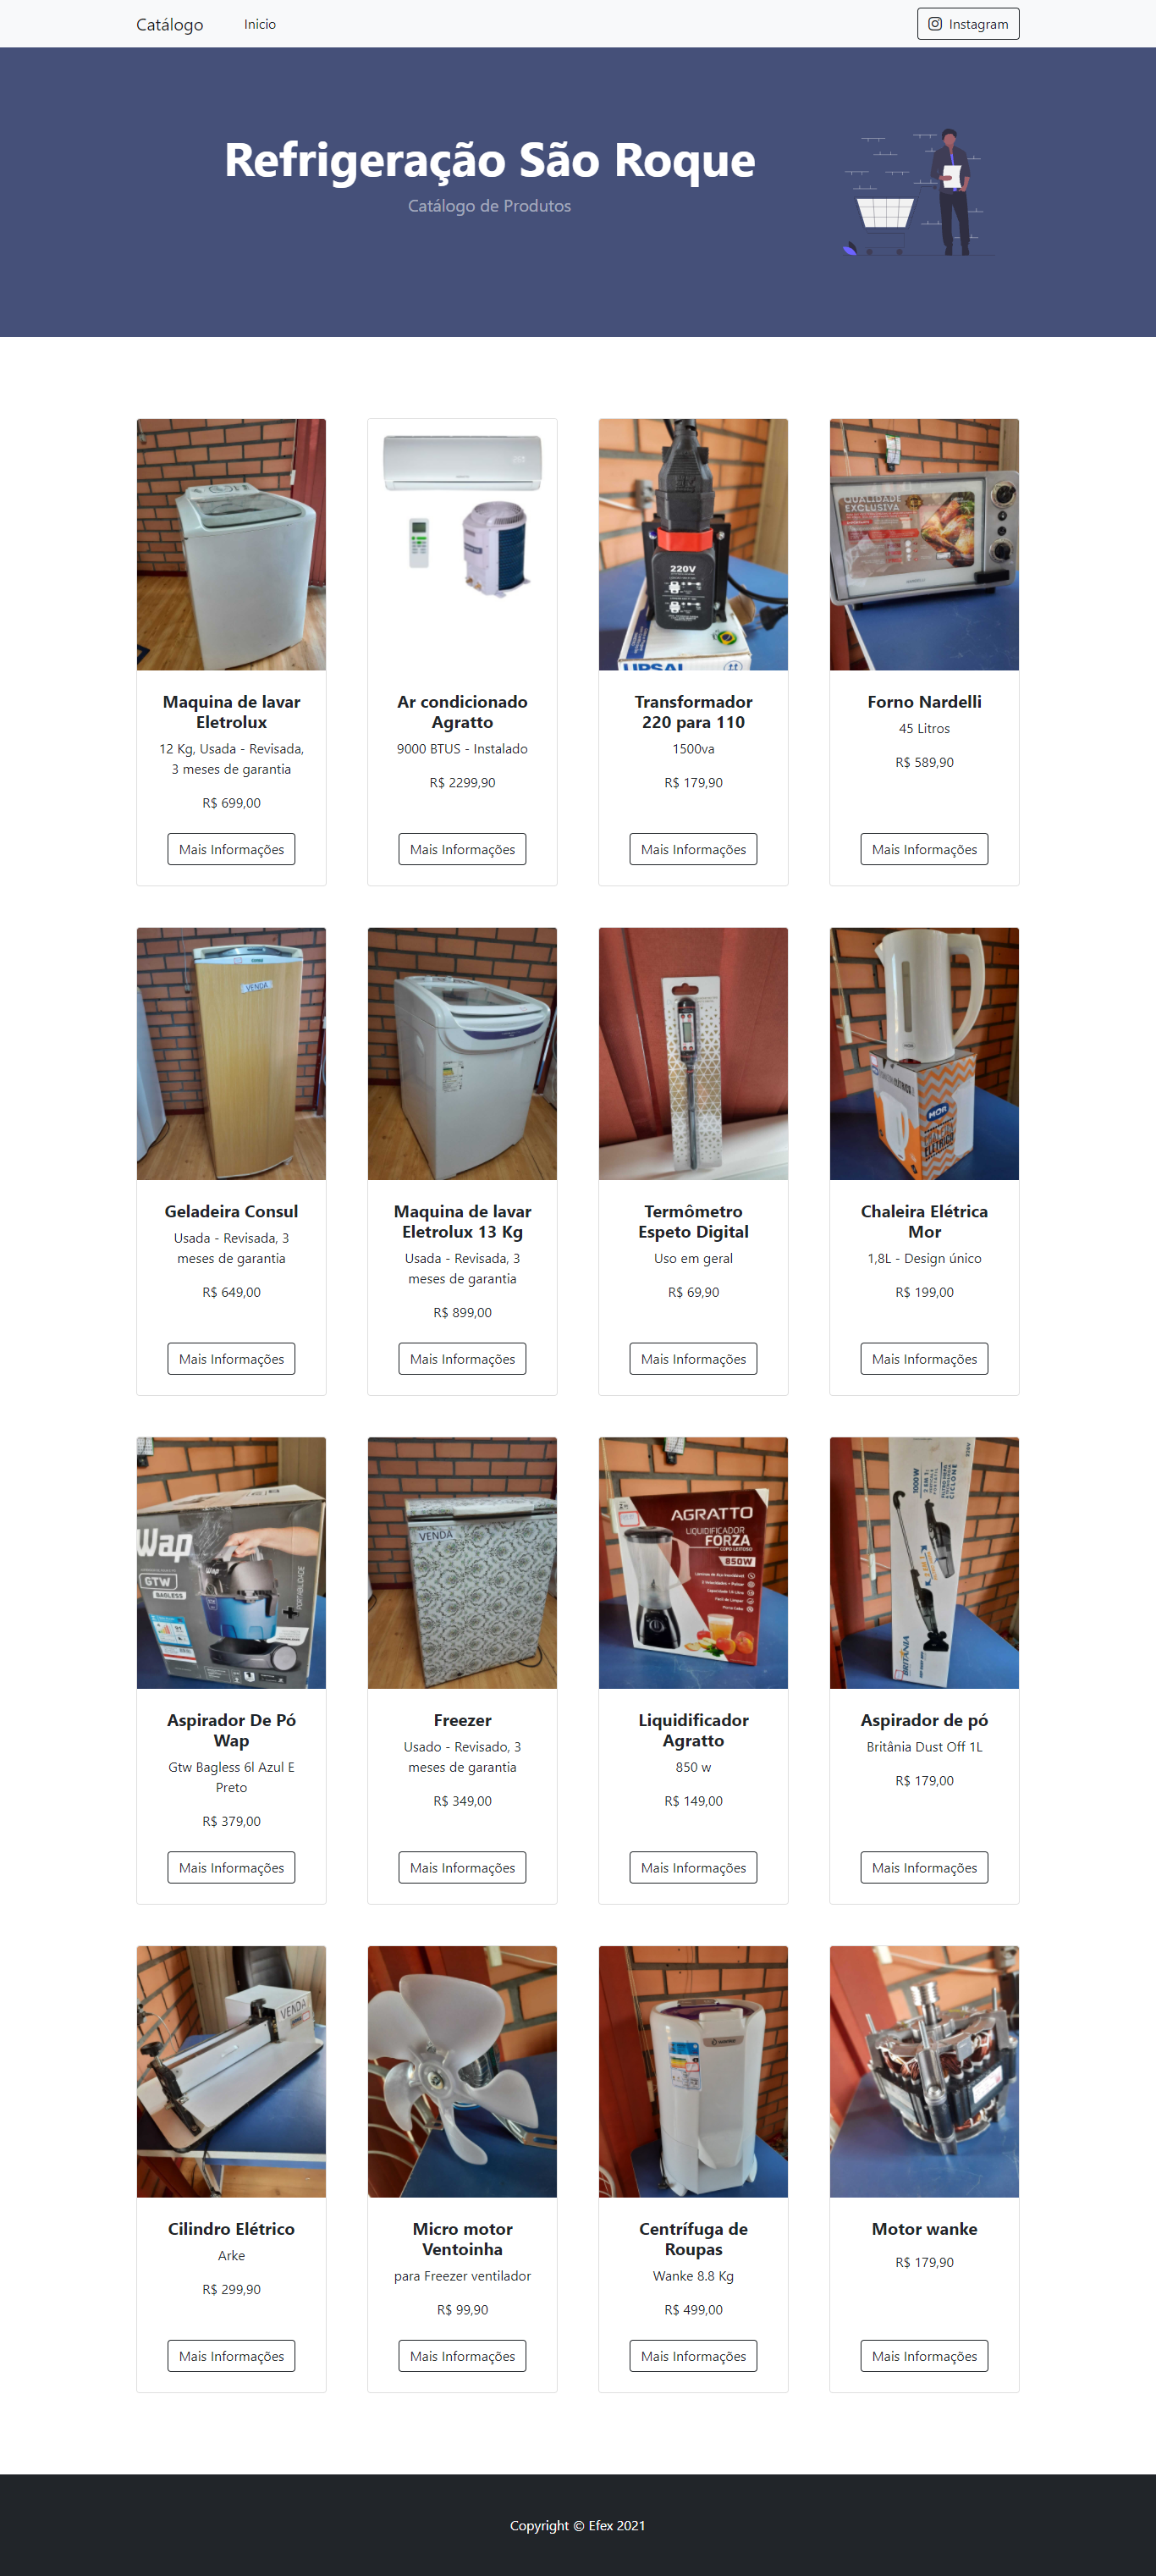 Catálogo
Inicio
Instagram
Refrigeração São Roque
Catálogo de Produtos
220V
UPSAI
QUALIDADE
EXCLUSIVA
Maquina de lavar
Eletrolux
12 Kg, Usada - Revisada,
3 meses de garantia
R$ 699,00
Mais Informações
Ar condicionado
Agratto
9000 BTUS - Instalado
R$ 2299,90
Mais Informações
Transformador
220 para 110
1500va
R$ 179,90
Mais Informações
Forno Nardelli
45 Litros
R$ 589,90
Mais Informações
VENDA
MOR
Geladeira Consul
Usada - Revisada, 3
meses de garantia
R$ 649,00
Mais Informações
Maquina de lavar
Eletrolux 13 Kg
Usada - Revisada, 3
meses de garantia
R$ 899,00
Mais Informações
Termômetro
Espeto Digital
Uso em geral
R$ 69,90
Mais Informações
Chaleira Elétrica
Mor
1,8L - Design único
R$ 199,00
Mais Informações
Wap
GTW
BAGLESS
Wap
PORTABILIDADE
VENDA
AGRATTO
LIQUIDIFICADOR
FORZA
850W
1000W
CICLONE
BRITÂNIA
Aspirador De Pó
Wap
Gtw Bagless 6l Azul E
Preto
R$ 379,00
Mais Informações
Freezer
Usado - Revisado, 3
meses de garantia
R$ 349,00
Mais Informações
Liquidificador
Agratto
850 w
R$ 149,00
Mais Informações
Aspirador de pó
Britânia Dust Off 1L
R$ 179,00
Mais Informações
VENDA
Cilindro Elétrico
Arke
R$ 299,90
Mais Informações
Micro motor
Ventoinha
para Freezer ventilador
R$ 99,90
Mais Informações
Centrífuga de
Roupas
Wanke 8.8 Kg
R$ 499,00
Mais Informações
Motor wanke
R$ 179,90
Mais Informações
Copyright © Efex 2021